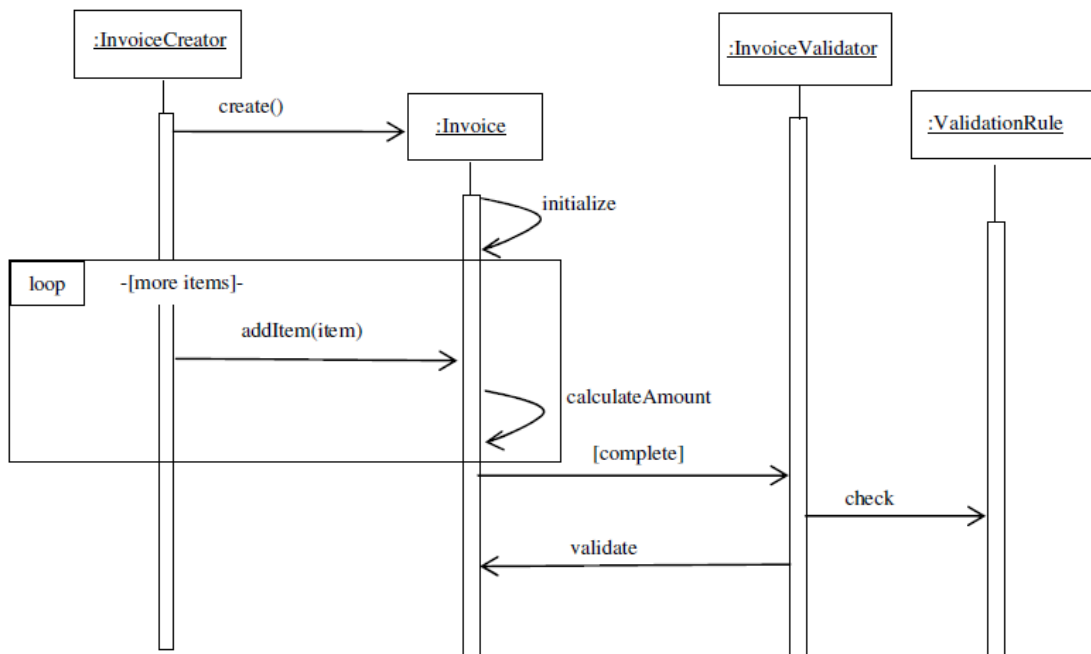 :InvoiceCreator
:InvoiceValidator
create()
:Invoice
:ValidationRule
initialize
loop
-[more items]-
addItem(item)
calculateAmount
[complete]
check
validate